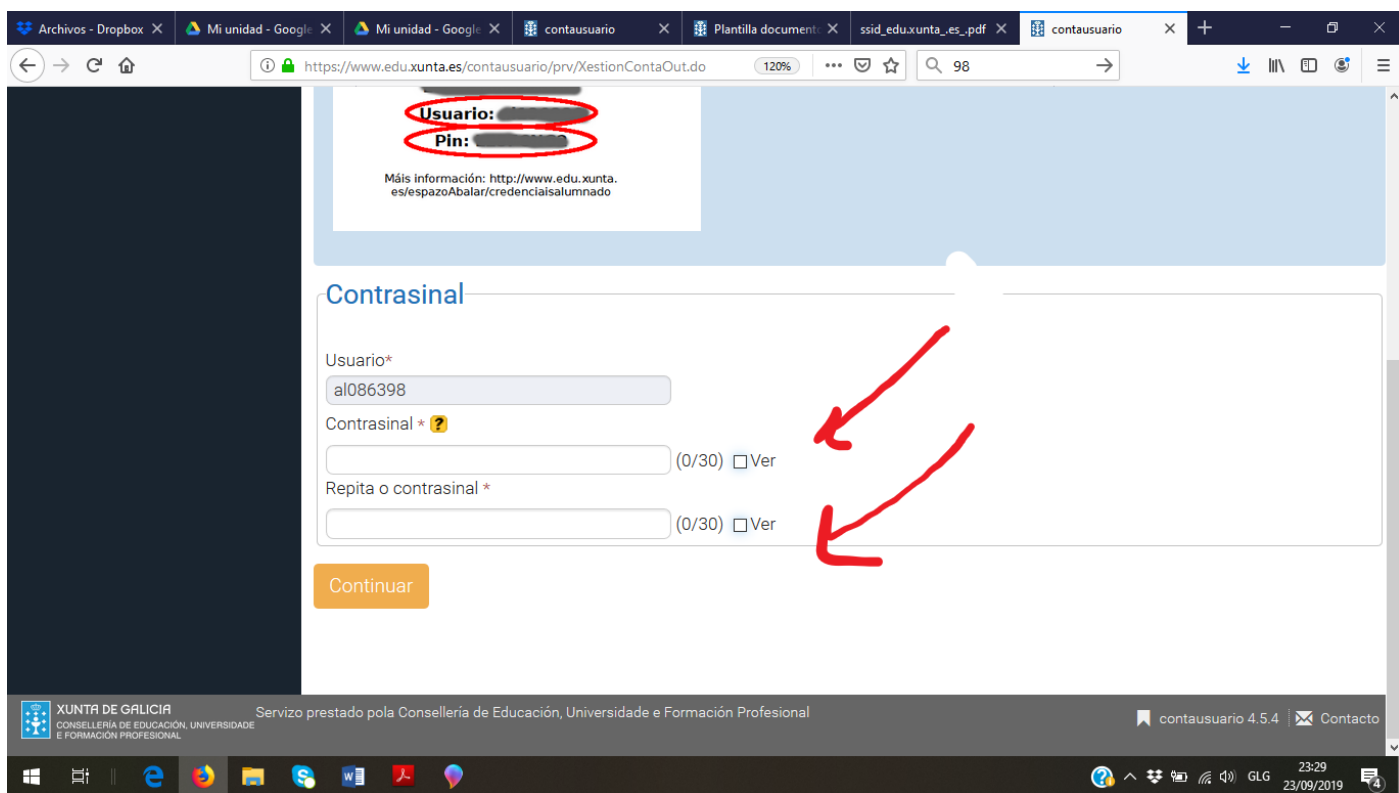 Archivos - Dropbox
Mi unidad - Google
Mi unidad - Google
contausuario
Plantilla document
ssid_eduxunta_.es_.pdf
contausuario
https://www.edu.xunta.es/contausuario/prv/XestionContaOut.do
120%
98
Usuario:
Pin:
Máis información: http://www.edu.xunta.
es/espazoAbalar/credenciaisalumnado
Contrasinal
Usuario*
al086398
Contrasinal * ?
(0/30) Ver
Repita o contrasinal *
(0/30) Ver
Continuar
XUNTA DE GALICIA
CONSELLERÍA DE EDUCACIÓN, UNIVERSIDADE
E FORMACIÓN PROFESIONAL
Servizo prestado pola Consellería de Educación, Universidade e Formación Profesional
contausuario 4.5.4
Contacto
GLG
23:29
23/09/2019
4